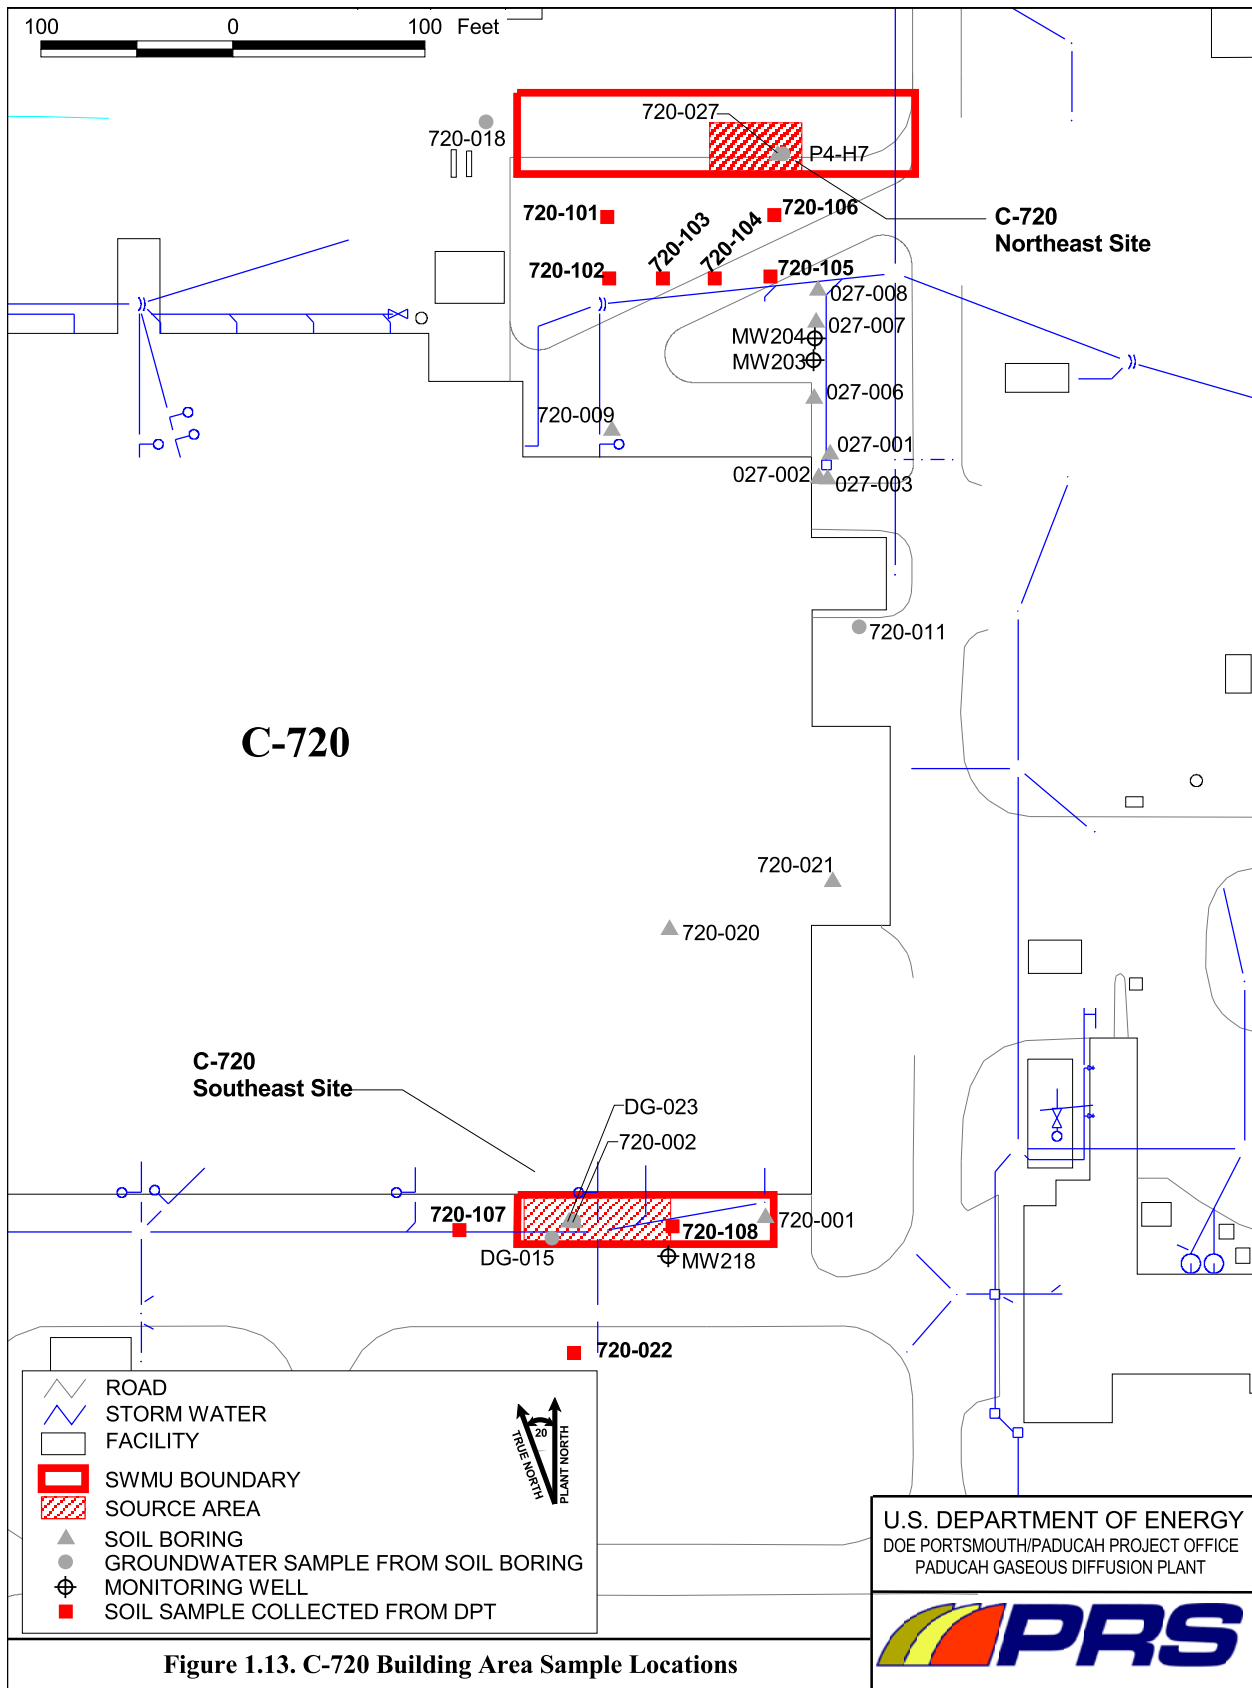 100 0 100 Feet
720-027
720-018
P4-H7
720-101
720-106
720-103
720-104
C-720
Northeast Site
720-102
720-105
027-008
027-007
MW204
MW203
027-006
720-009
027-001
027-002
027-003
720-011
C-720
720-021
720-020
C-720
Southeast Site
DG-023
720-002
720-107
720-108
720-001
DG-015
MW218
720-022
ROAD
STORM WATER
FACILITY
SWMU BOUNDARY
SOURCE AREA
SOIL BORING
GROUNDWATER SAMPLE FROM SOIL BORING
MONITORING WELL
SOIL SAMPLE COLLECTED FROM DPT
20
TRUE NORTH
PLANT NORTH
U.S. DEPARTMENT OF ENERGY
DOE PORTSMOUTH/PADUCAH PROJECT OFFICE
PADUCAH GASEOUS DIFFUSION PLANT
PRS
Figure 1.13. C-720 Building Area Sample Locations